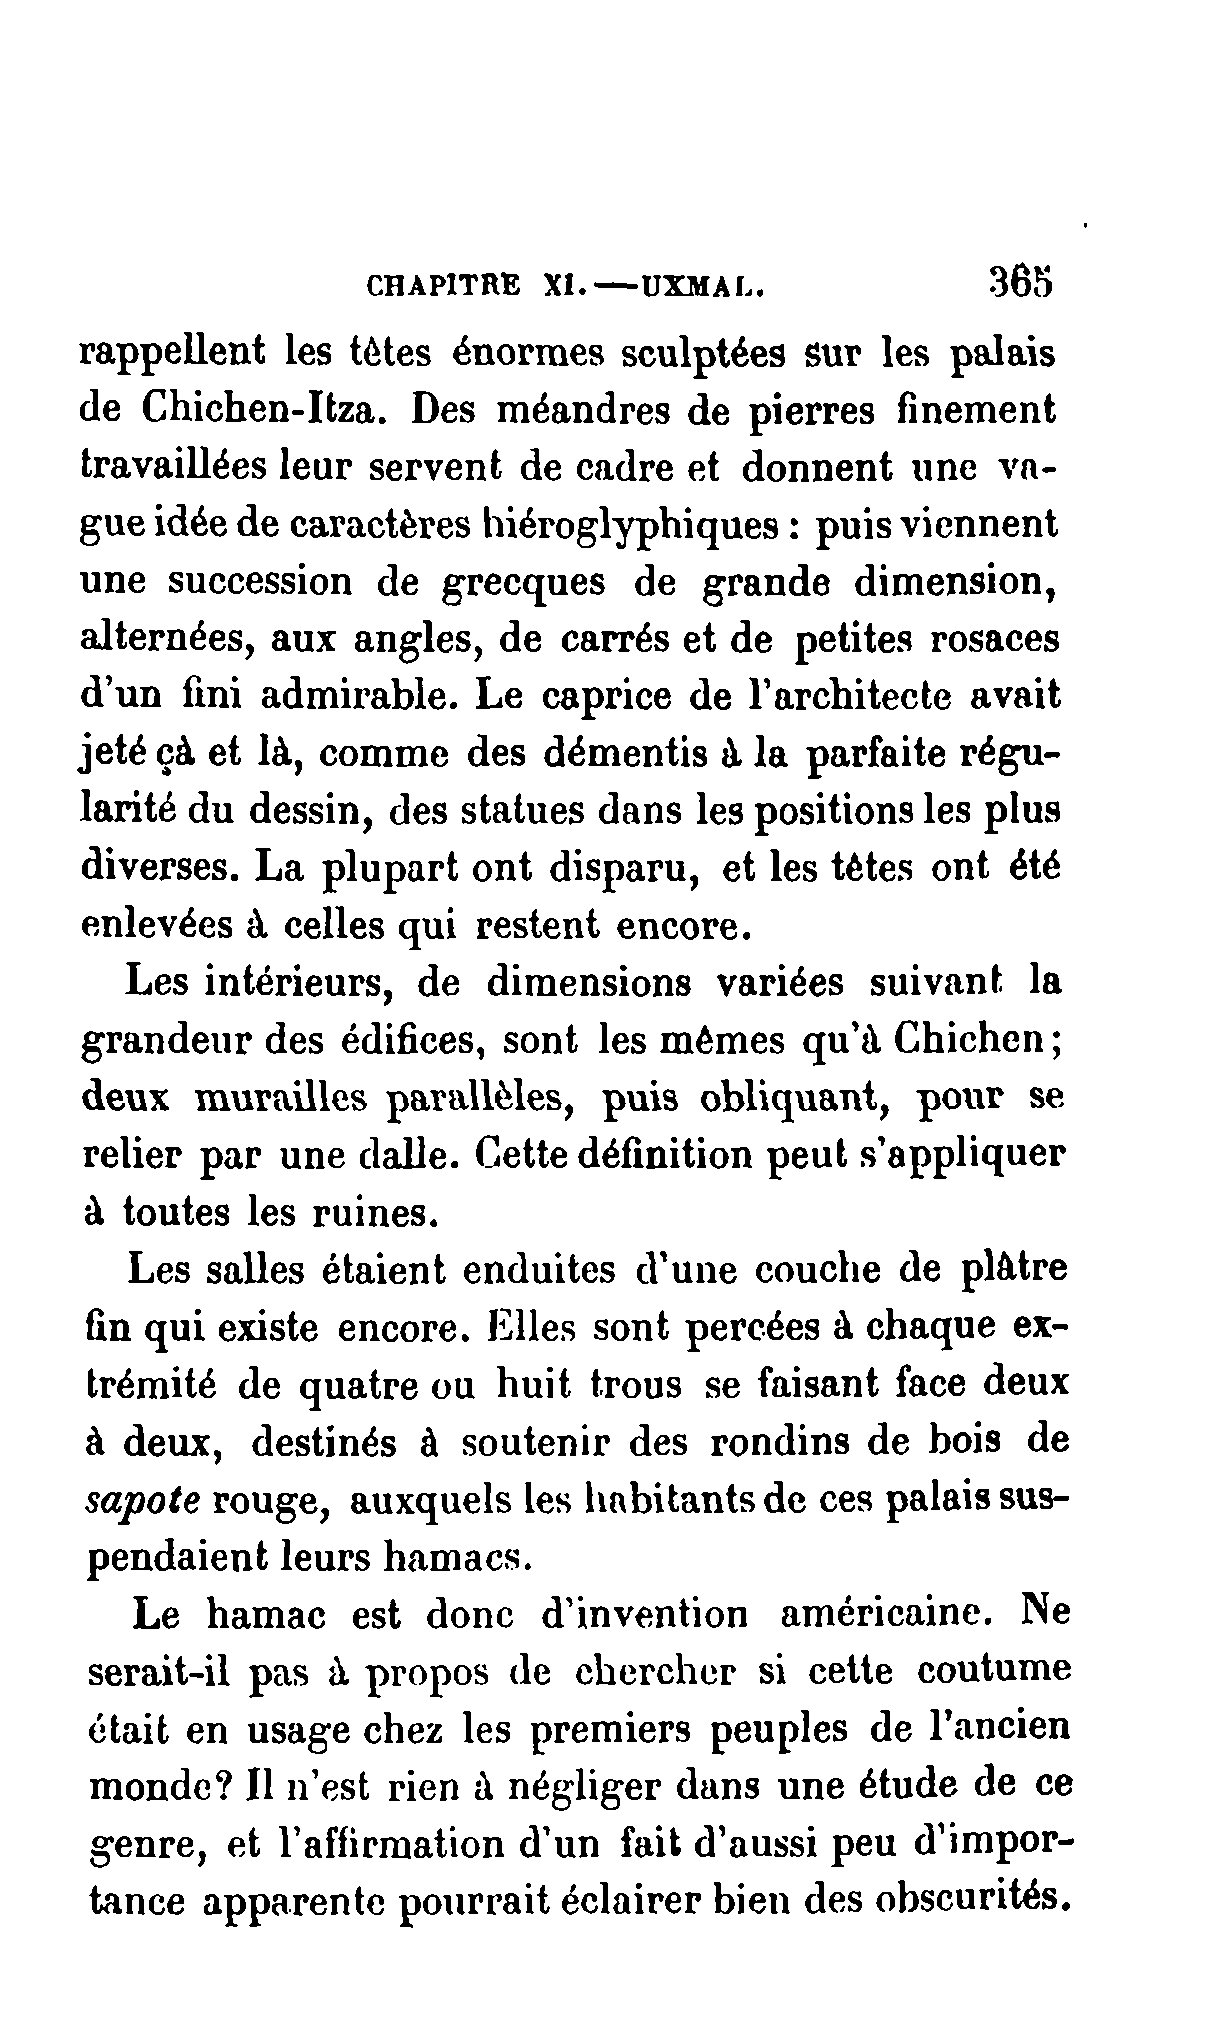 CHAPITRE XI.—UXMAL. 365
rappellent les têtes énormes sculptées sur les palais
de Chichen-Itza. Des méandres de pierres finement
travaillées leur servent de cadre et donnent une va-
gue idée de caractères hiéroglyphiques : puis viennent
une succession de grecques de grande dimension,
alternées, aux angles, de carrés et de petites rosaces
d'un fini admirable. Le caprice de l'architecte avait
jeté çà et là, comme des démentis à la parfaite régu-
larité du dessin, des statues dans les positions les plus
diverses. La plupart ont disparu, et les têtes ont été
enlevées à celles qui restent encore.
Les intérieurs, de dimensions variées suivant la
grandeur des édifices, sont les mêmes qu'à Chichen;
deux murailles parallèles, puis obliquant, pour se
relier par une dalle. Cette définition peut s'appliquer
à toutes les ruines.
Les salles étaient enduites d'une couche de plâtre
fin qui existe encore. Elles sont percées à chaque ex-
trémité de quatre ou huit trous se faisant face deux
à deux, destinés à soutenir des rondins de bois de
sapote rouge, auxquels les habitants de ces palais sus-
pendaient leurs hamacs.
Le hamac est donc d'invention américaine. Ne
serait-il pas à propos de chercher si cette coutume
était en usage chez les premiers peuples de l'ancien
monde? Il n'est rien à négliger dans une étude de ce
genre, et l'affirmation d'un fait d'aussi peu d'impor-
tance apparente pourrait éclairer bien des obscurités.